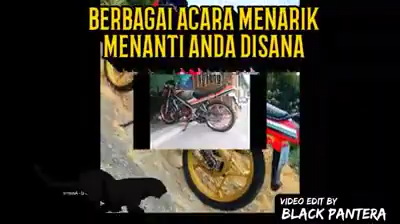 BERBAGAI ACARA MENARIK
MENANTI ANDA DISANA
VIDEO EDIT BY
BLACK PANTERA